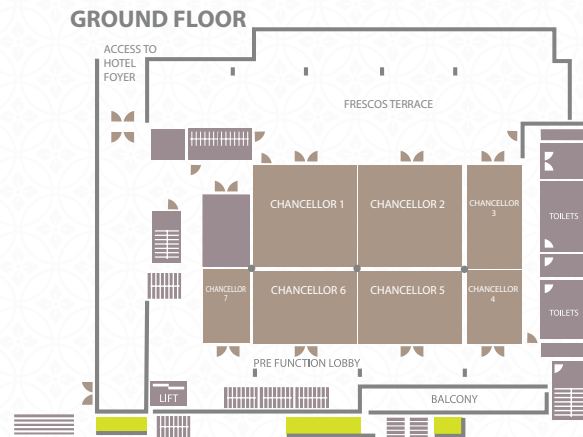 GROUND FLOOR
ACCESS TO
HOTEL
FOYER
FRESCOS TERRACE
CHANCELLOR 1
CHANCELLOR 2
CHANCELLOR
3
TOILETS
CHANCELLOR
7
CHANCELLOR 6
CHANCELLOR 5
CHANCELLOR
4
TOILETS
PRE FUNCTION LOBBY
LIFT
BALCONY